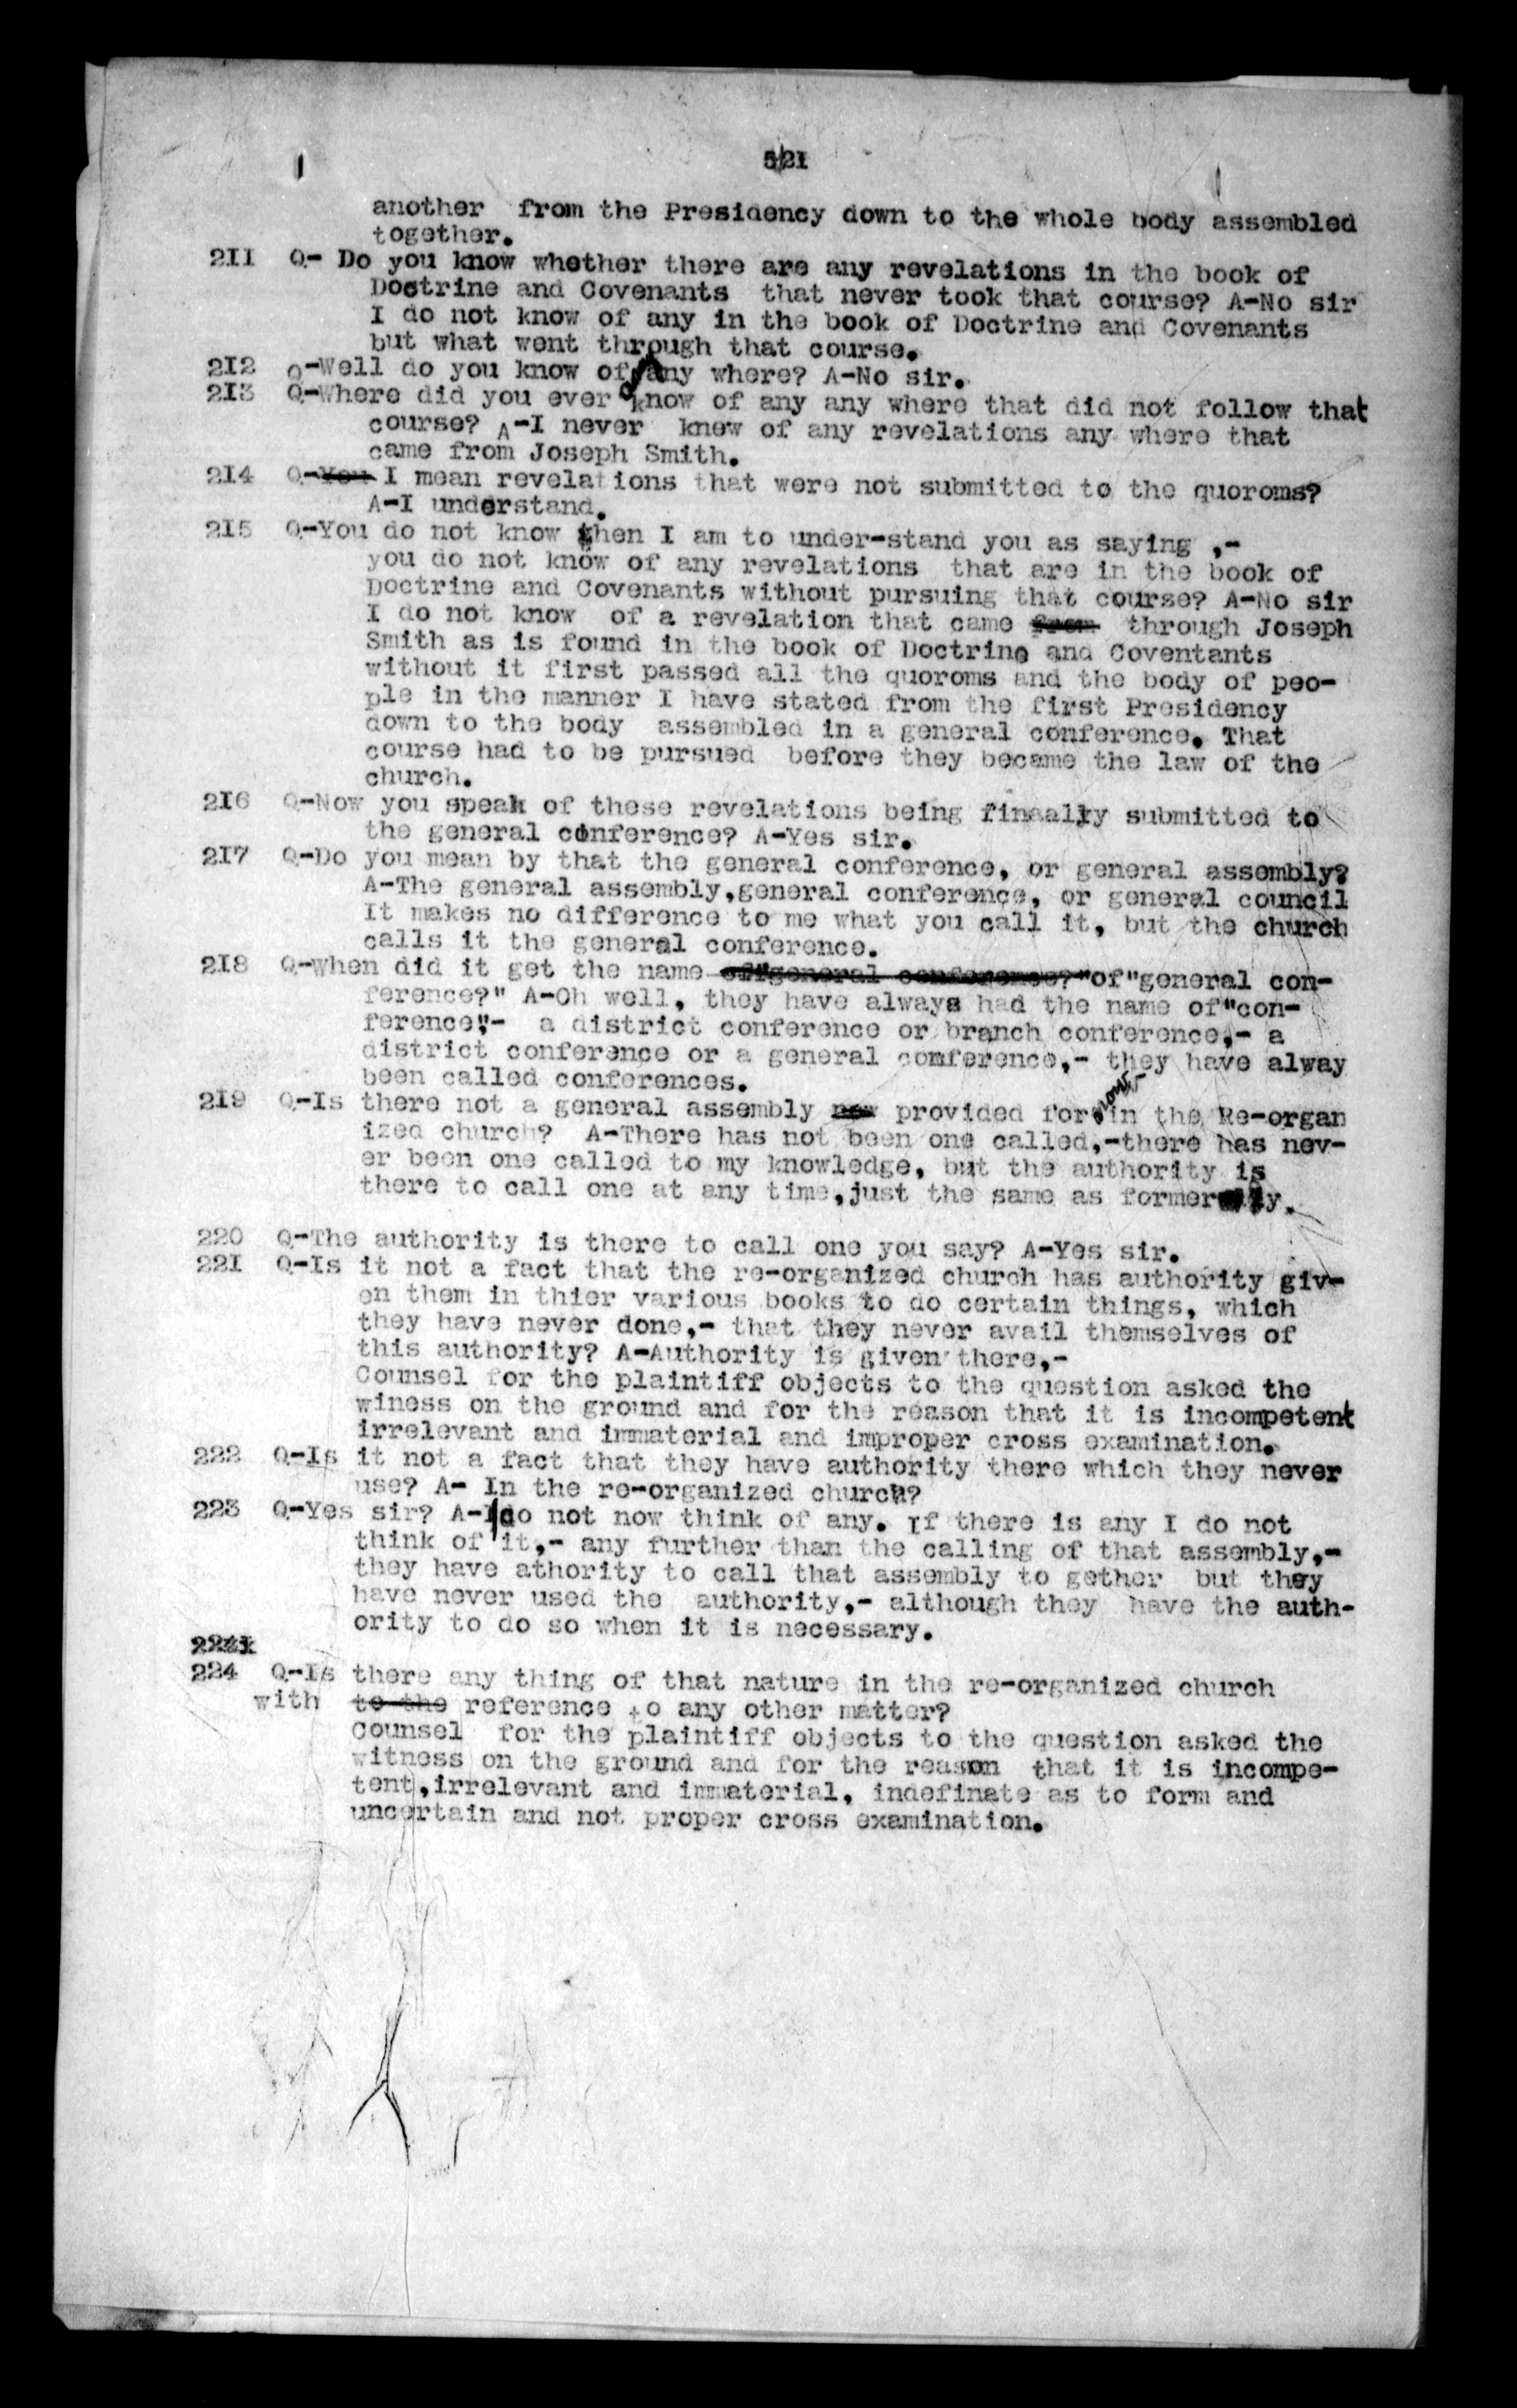 521
another from the Presidency down to the whole body assembled
together.
211 Q- Do you know whether there are any revelations in the book of
Doctrine and Covenants that never took that course? A-No sir
I do not know of any in the book of Doctrine and Covenants
but what went through that course.
212 Q-Well do you know of any where? A-No sir.
213 Q-Where did you ever know of any any where that did not follow that
course? A-I never knew of any revelations any where that
came from Joseph Smith.
214 Q-You I mean revelations that were not submitted to the quoroms?
A-I understand.
215 Q-You do not know then I am to under-stand you as saying ,-
you do not know of any revelations that are in the book of
Doctrine and Covenants without pursuing that course? A-No sir
I do not know of a revelation that came from through Joseph
Smith as is found in the book of Doctrine and Coventants
without it first passed all the quoroms and the body of peo-
ple in the manner I have stated from the first Presidency
down to the body assembled in a general conference. That
course had to be pursued before they became the law of the
church.
216 Q-Now you speak of these revelations being finaally submitted to
the general conference? A-Yes sir.
217 Q-Do you mean by that the general conference, or general assembly?
A-The general assembly,general conference, or general council
It makes no difference to me what you call it, but the church
calls it the general conference.
218 Q-When did it get the name of"general conference?"of"general con-
ference?" A-Oh well, they have always had the name of"con-
ference"- a district conference or branch conference,- a
district conference or a general conference,- they have alway
been called conferences.
219 Q-Is there not a general assembly now provided for now in the Re-organ
ized church? A-There has not been one called,-there has nev-
er been one called to my knowledge, but the authority is
there to call one at any time,just the same as formerly.
220 Q-The authority is there to call one you say? A-Yes sir.
221 Q-Is it not a fact that the re-organized church has authority giv-
en them in thier various books to do certain things, which
they have never done,- that they never avail themselves of
this authority? A-Authority is given there,-
Counsel for the plaintiff objects to the question asked the
winess on the ground and for the reason that it is incompetent
irrelevant and immaterial and improper cross examination.
222 Q-Is it not a fact that they have authority there which they never
use? A- In the re-organized church?
223 Q-Yes sir? A-I do not now think of any. If there is any I do not
think of it,- any further than the calling of that assembly,-
they have athority to call that assembly to gether but they
have never used the authority,- although they have the auth-
ority to do so when it is necessary.
224 Q-Is there any thing of that nature in the re-organized church
with to the reference to any other matter?
Counsel for the plaintiff objects to the question asked the
witness on the ground and for the reason that it is incompe-
tent,irrelevant and immaterial, indefinate as to form and
uncertain and not proper cross examination.